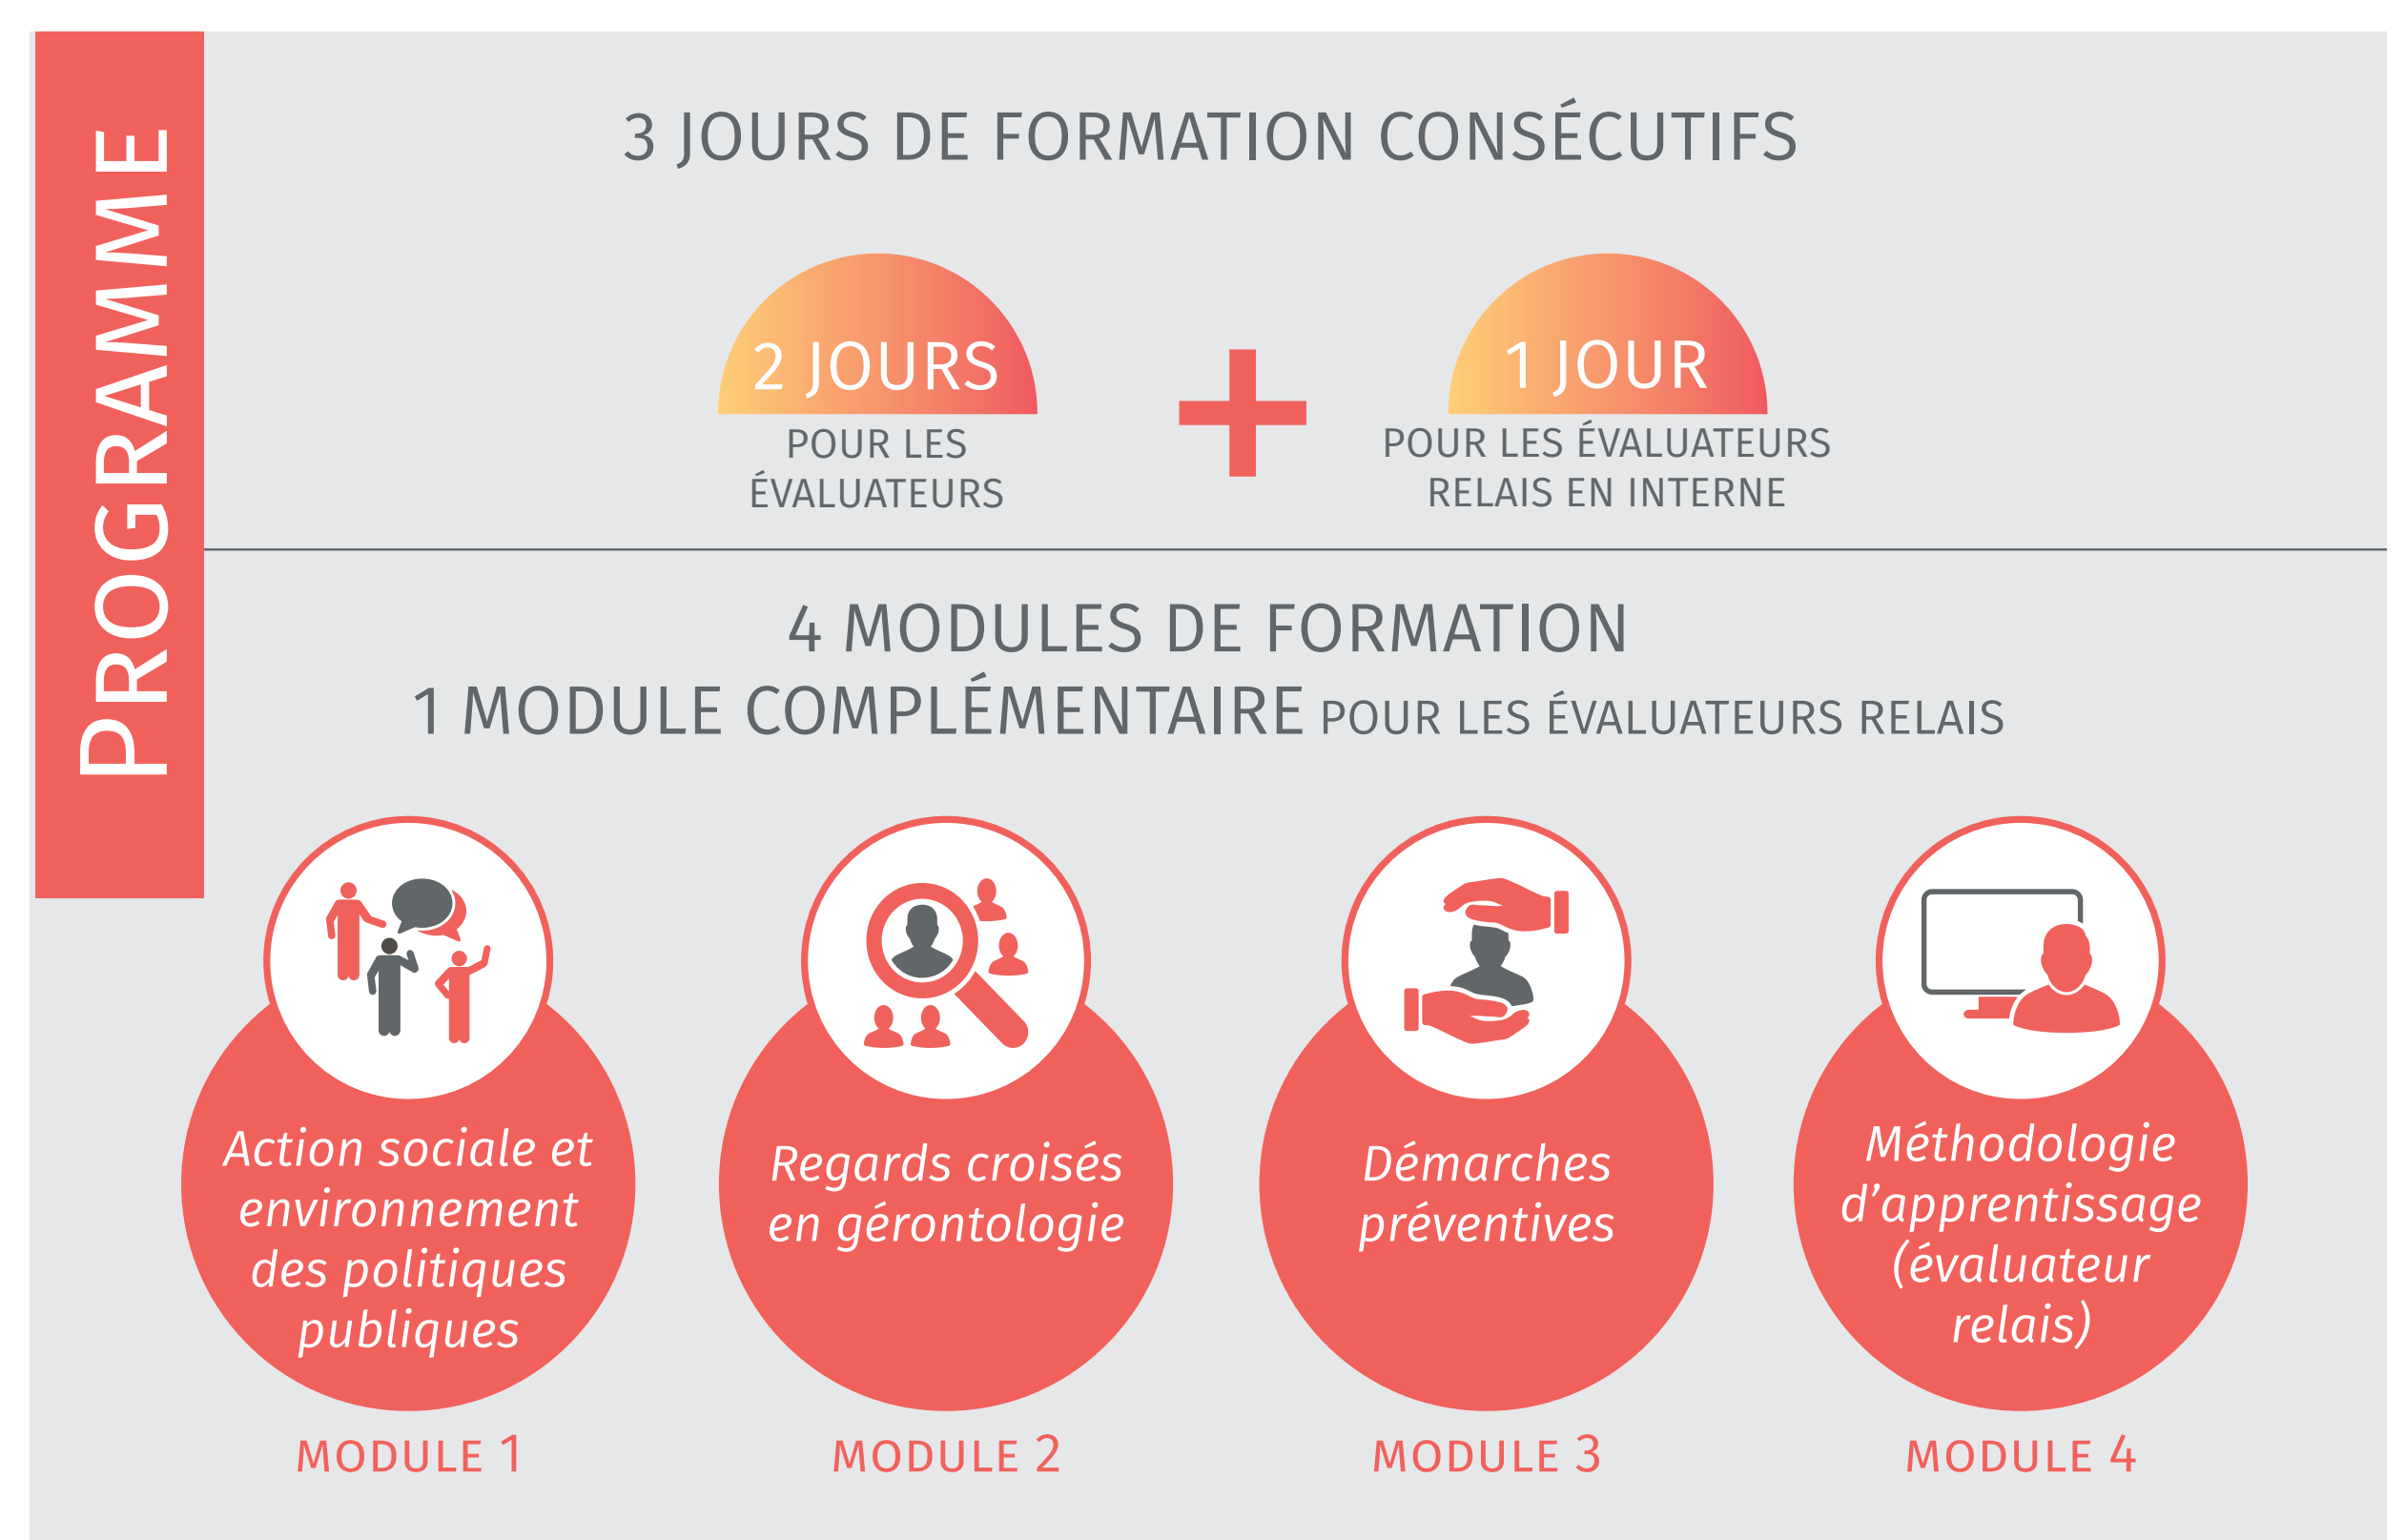 PROGRAMME
3 JOURS DE FORMATION CONSÉCUTIFS
2 JOURS
POUR LES
ÉVALUATEURS
+
1 JOUR
POUR LES ÉVALUATEURS
RELAIS EN INTERNE
4 MODULES DE FORMATION
1 MODULE COMPLÉMENTAIRE POUR LES ÉVALUATEURS RELAIS
Action sociale et
environnement
des politiques
publiques
MODULE 1
Regards croisés
en gérontologie
MODULE 2
Démarches
préventives
MODULE 3
Méthodologie
d’apprentissage
(évaluateur
relais)
MODULE 4